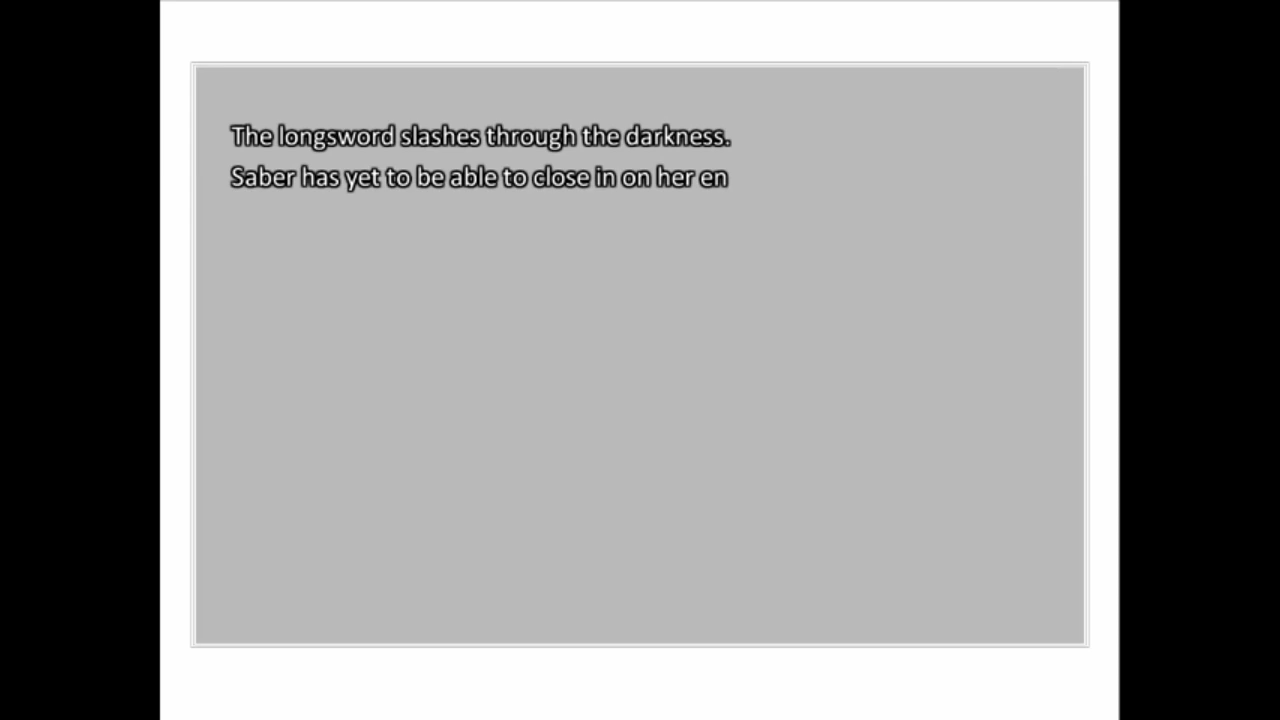 The longsword slashes through the darkness.
Saber has yet to be able to close in on her en